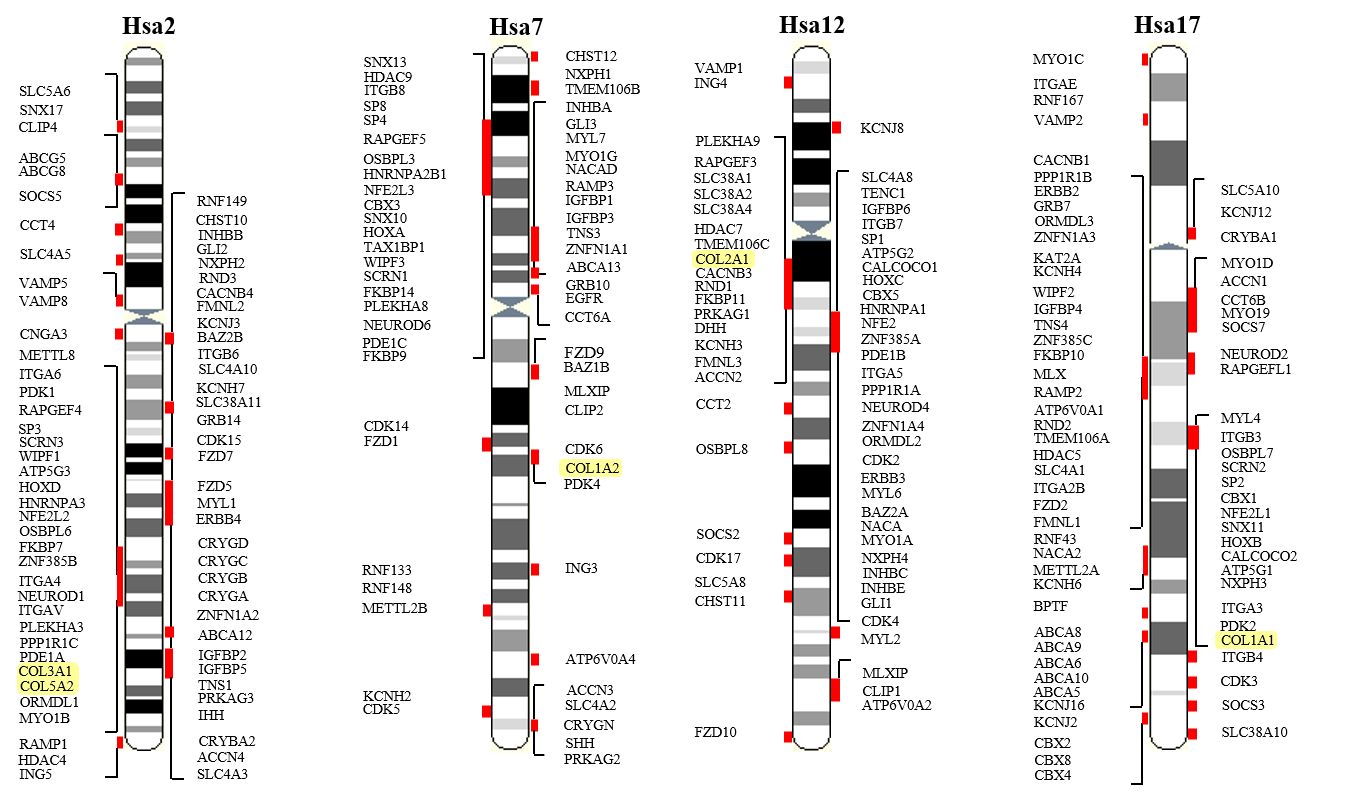 Hsa2
SLC5A6
SNX17
CLIP4
ABCG5
ABCG8
SOCS5
CCT4
SLC4A5
VAMP5
VAMP8
CNGA3
METTL8
ITGA6
PDK1
RAPGEF4
SP3
SCRN3
WIPF1
ATP5G3
HOXD
HNRNPA3
NFE2L2
OSBPL6
FKBP7
ZNF385B
ITGA4
NEUROD1
ITGAV
PLEKHA3
PPP1R1C
PDE1A
COL3A1
COL5A2
ORMDL1
MYO1B
RAMP1
HDAC4
ING5
RNF149
CHST10
INHBB
GLI2
NXPH2
RND3
CACNB4
FMNL2
KCNJ3
BAZ2B
ITGB6
SLC4A10
KCNH7
SLC38A11
GRB14
CDK15
FZD7
FZD5
MYL1
ERBB4
CRYGD
CRYGC
CRYGB
CRYGA
ZNFN1A2
ABCA12
IGFBP2
IGFBP5
TNS1
PRKAG3
IHH
CRYBA2
ACCN4
SLC4A3
Hsa7
SNX13
HDAC9
ITGB8
SP8
SP4
RAPGEF5
OSBPL3
HNRNPA2B1
NFE2L3
CBX3
SNX10
HOXA
TAX1BP1
WIPF3
SCRN1
FKBP14
PLEKHA8
NEUROD6
PDE1C
FKBP9
CDK14
FZD1
RNF133
RNF148
METTL2B
KCNH2
CDK5
CHST12
NXPH1
TMEM106B
INHBA
GLI3
MYL7
MYO1G
NACAD
RAMP3
IGFBP1
IGFBP3
TNS3
ZNFN1A1
ABCA13
GRB10
EGFR
CCT6A
FZD9
BAZ1B
MLXIP
CLIP2
CDK6
COL1A2
PDK4
ING3
ATP6V0A4
ACCN3
SLC4A2
CRYGN
SHH
PRKAG2
Hsa12
VAMP1
ING4
PLEKHA9
RAPGEF3
SLC38A1
SLC38A2
SLC38A4
HDAC7
TMEM106C
COL2A1
CACNB3
RND1
FKBP11
PRKAG1
DHH
KCNH3
FMNL3
ACCN2
CCT2
OSBPL8
SOCS2
CDK17
SLC5A8
CHST11
FZD10
KCNJ8
SLC4A8
TENC1
IGFBP6
ITGB7
SP1
ATP5G2
CALCOCO1
HOXC
CBX5
HNRNPA1
NFE2
ZNF385A
PDE1B
ITGA5
PPP1R1A
NEUROD4
ZNFN1A4
ORMDL2
CDK2
ERBB3
MYL6
BAZ2A
NACA
MYO1A
NXPH4
INHBC
INHBE
GLI1
CDK4
MYL2
MLXIP
CLIP1
ATP6V0A2
Hsa17
MYO1C
ITGAE
RNF167
VAMP2
CACNB1
PPP1R1B
ERBB2
GRB7
ORMDL3
ZNFN1A3
KAT2A
KCNH4
WIPF2
IGFBP4
TNS4
ZNF385C
FKBP10
MLX
RAMP2
ATP6V0A1
RND2
TMEM106A
HDAC5
SLC4A1
ITGA2B
FZD2
FMNL1
RNF43
NACA2
METTL2A
KCNH6
BPTF
ABCA8
ABCA9
ABCA6
ABCA10
ABCA5
KCNJ16
KCNJ2
CBX2
CBX8
CBX4
SLC5A10
KCNJ12
CRYBA1
MYO1D
ACCN1
CCT6B
MYO19
SOCS7
NEUROD2
RAPGEFL1
MYL4
ITGB3
OSBPL7
SCRN2
SP2
CBX1
NFE2L1
SNX11
HOXB
CALCOCO2
ATP5G1
NXPH3
ITGA3
PDK2
COL1A1
ITGB4
CDK3
SOCS3
SLC38A10